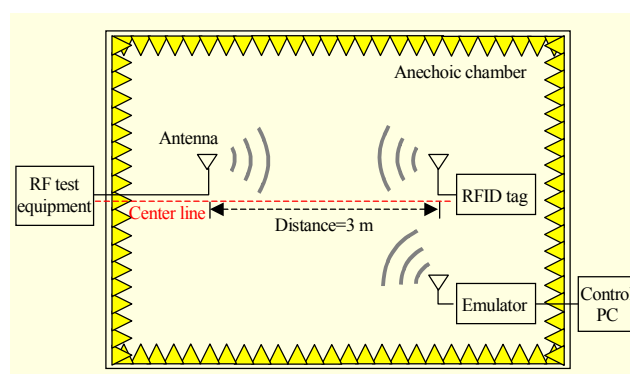 Anechoic chamber
Antenna
RF test
equipment
RFID tag
Center line
Distance=3 m
Emulator
Contro
PC